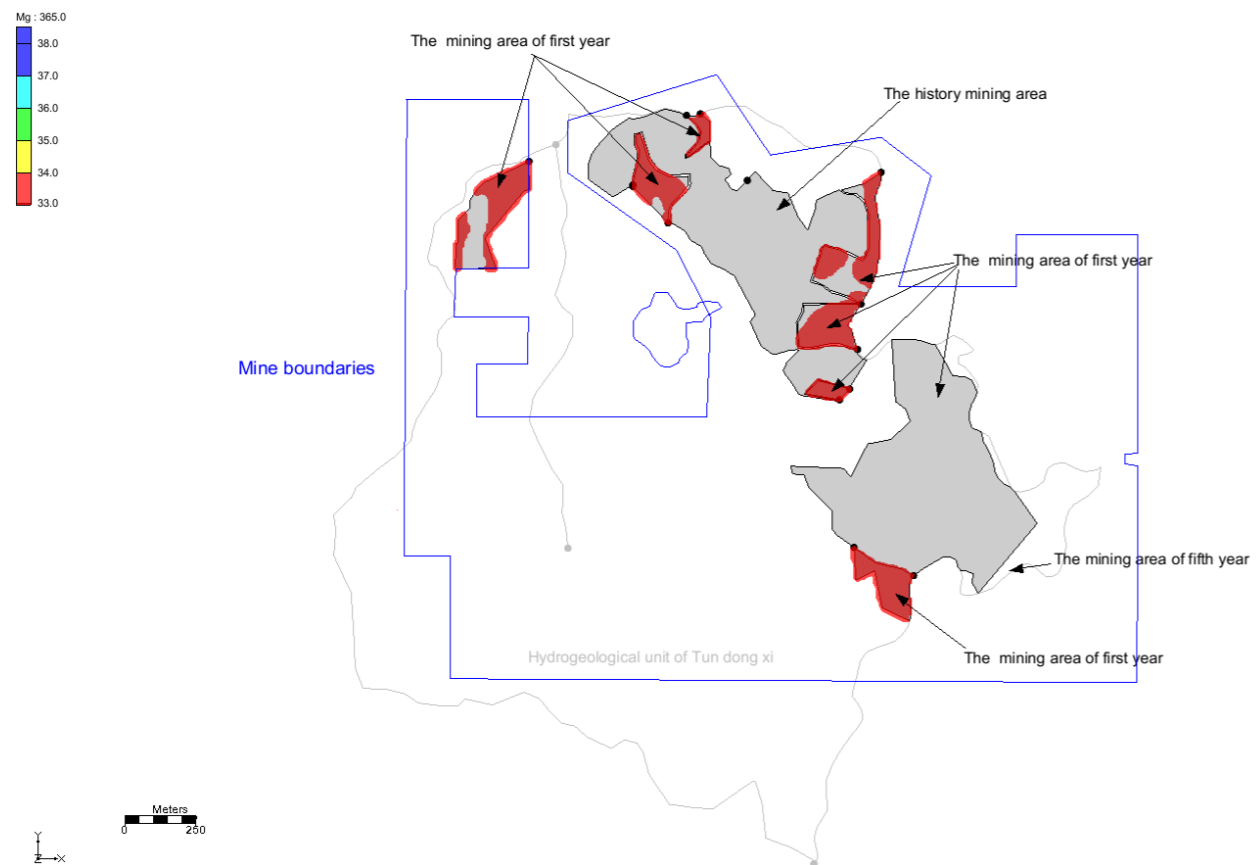 Mg : 365.0
38.0
37.0
36.0
35.0
34.0
33.0
The mining area of first year
The history mining area
The mining area of first year
Mine boundaries
The mining area of fifth year
Hydrogeological unit of Tun dong xi
The mining area of first year
Meters
0 250
Y
Z X